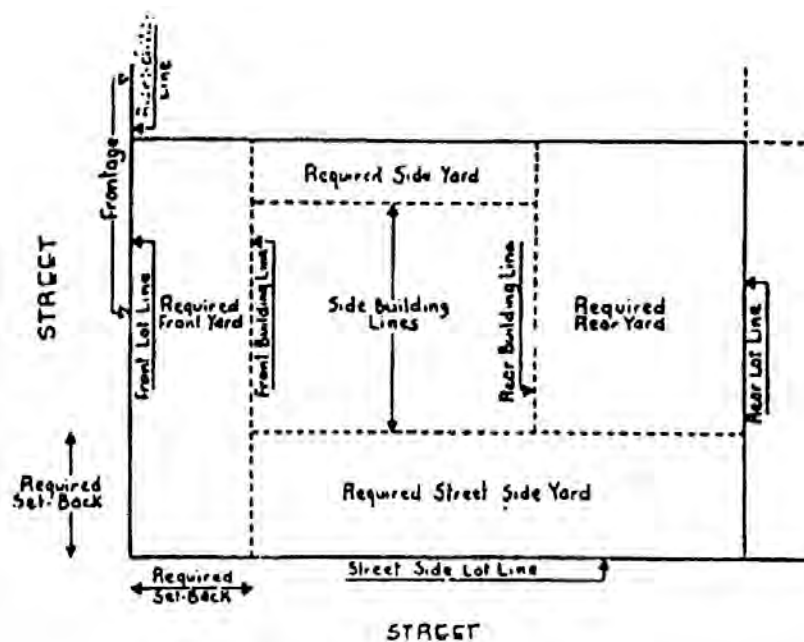 Line
Frontage
STREET
Front Lot Line
Required
Front Yard
Front Building Line
Required Side Yard
Side Building
Lines
Rear Building Line
Required
Rear Yard
Rear Lot Line
Required
Set-Back
Required Street Side Yard
Required
Set-Back
Street Side Lot Line
STREET